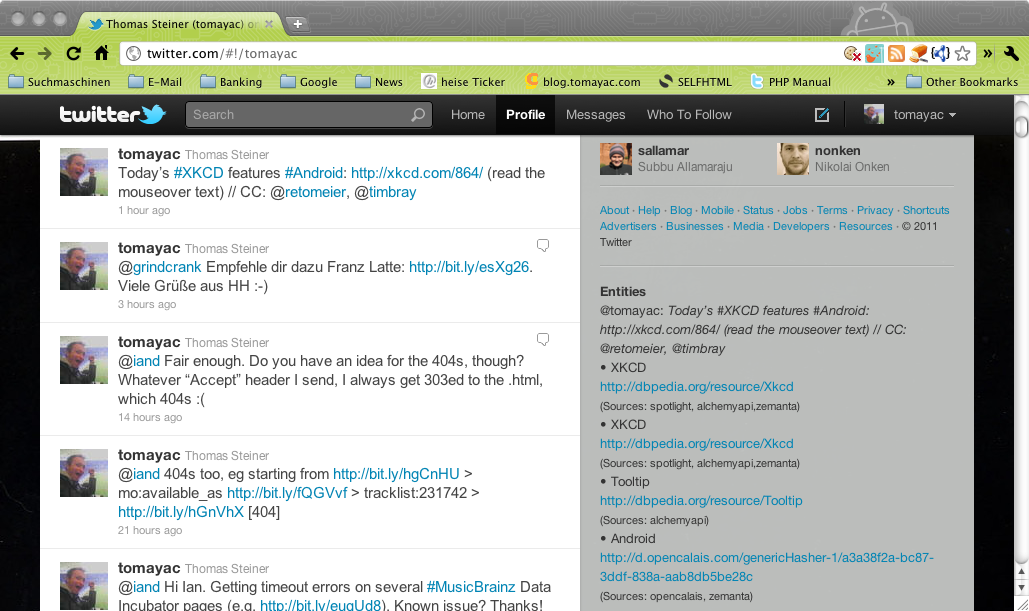 Thomas Steiner (tomayac) on
twitter.com/#!/tomayac
Suchmaschinen E-Mail Banking Google News heise Ticker blog.tomayac.com SELFHTML PHP Manual » Other Bookmarks
twitter Search Home Profile Messages Who To Follow tomayac
tomayac Thomas Steiner
Today's #XKCD features #Android: http://xkcd.com/864/ (read the
mouseover text) // CC: @retomeier, @timbray
1 hour ago
tomayac Thomas Steiner
@grindcrank Empfehle dir dazu Franz Latte: http://bit.ly/esXg26.
Viele Grüße aus HH :-)
3 hours ago
tomayac Thomas Steiner
@iand Fair enough. Do you have an idea for the 404s, though?
Whatever “Accept” header I send, I always get 303ed to the .html,
which 404s :(
14 hours ago
tomayac Thomas Steiner
@iand 404s too, eg starting from http://bit.ly/hgCnHU >
mo:available_as http://bit.ly/fQGVvf > tracklist:231742 >
http://bit.ly/hGnVhX [404]
21 hours ago
tomayac Thomas Steiner
@iand Hi Ian. Getting timeout errors on several #MusicBrainz Data
Incubator pages (e.g. http://bit.ly/eugUd8). Known issue? Thanks!
sallamar
Subbu Allamaraju
nonken
Nikolai Onken
About · Help · Blog · Mobile · Status · Jobs · Terms · Privacy · Shortcuts
Advertisers · Businesses · Media · Developers · Resources · © 2011
Twitter
Entities
@tomayac: Today's #XKCD features #Android:
http://xkcd.com/864/ (read the mouseover text) // CC:
@retomeier, @timbray
• XKCD
http://dbpedia.org/resource/Xkcd
(Sources: spotlight, alchemyapi,zemanta)
• XKCD
http://dbpedia.org/resource/Xkcd
(Sources: spotlight, alchemyapi,zemanta)
• Tooltip
http://dbpedia.org/resource/Tooltip
(Sources: alchemyapi)
• Android
http://d.opencalais.com/genericHasher-1/a3a38f2a-bc87-
3ddf-838a-aab8db5be28c
(Sources: opencalais, zemanta)